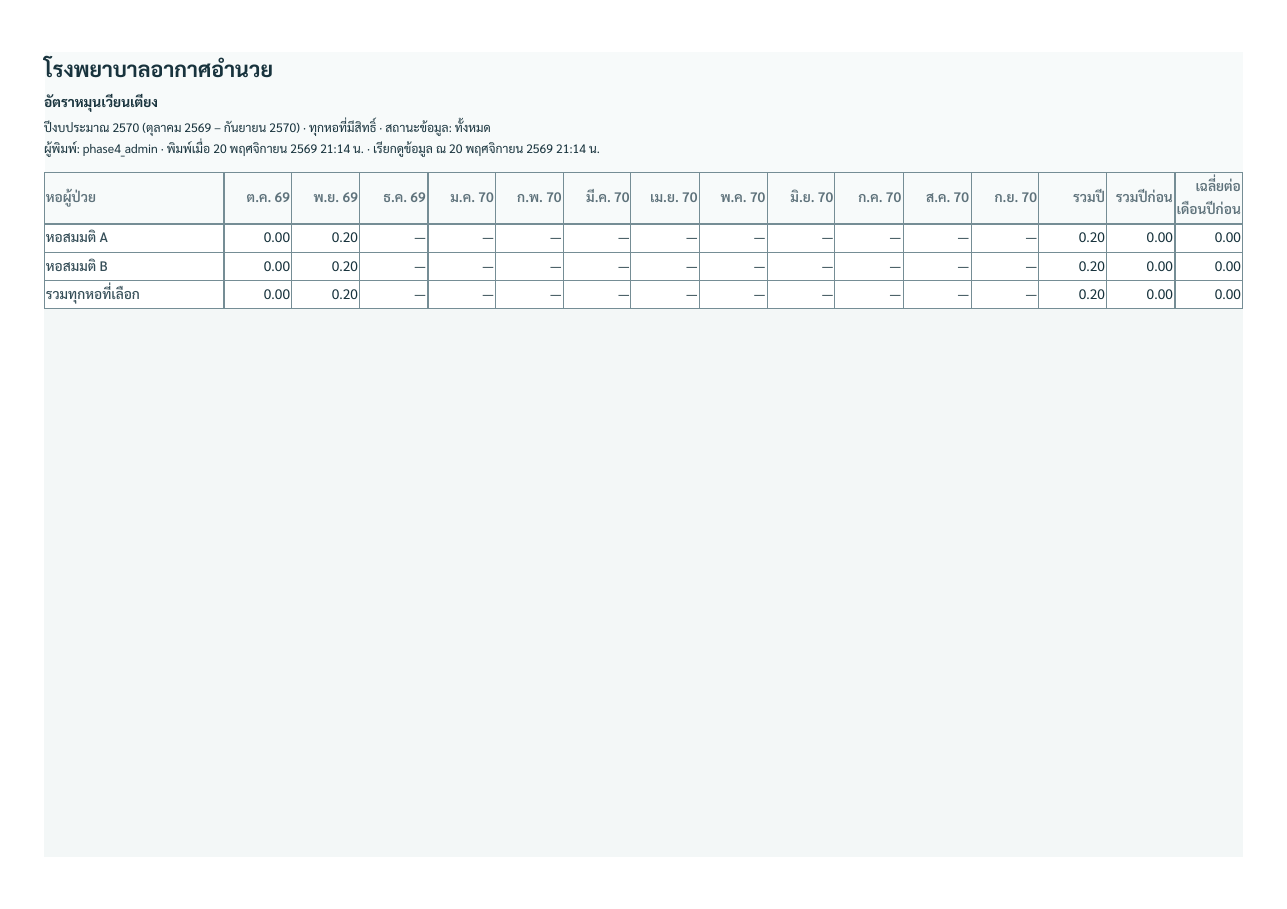 โรงพยาบาลอากาศอำนวย
อัตราหมุนเวียนเตียง
ปีงบประมาณ 2570 (ตุลาคม 2569 – กันยายน 2570) · ทุกหอที่มีสิทธิ์ · สถานะข้อมูล: ทั้งหมด
ผู้พิมพ์: phase4_admin · พิมพ์เมื่อ 20 พฤศจิกายน 2569 21:14 น. · เรียกดูข้อมูล ณ 20 พฤศจิกายน 2569 21:14 น.
หอผู้ป่วย ต.ค. 69 พ.ย. 69 ธ.ค. 69 ม.ค. 70 ก.พ. 70 มี.ค. 70 เม.ย. 70 พ.ค. 70 มิ.ย. 70 ก.ค. 70 ส.ค. 70 ก.ย. 70 รวมปี รวมปีก่อน เฉลี่ยต่อ
เดือนปีก่อน
หอสมมติ A 0.00 0.20 — — — — — — — — — — 0.20 0.00 0.00
หอสมมติ B 0.00 0.20 — — — — — — — — — — 0.20 0.00 0.00
รวมทุกหอที่เลือก 0.00 0.20 — — — — — — — — — — 0.20 0.00 0.00